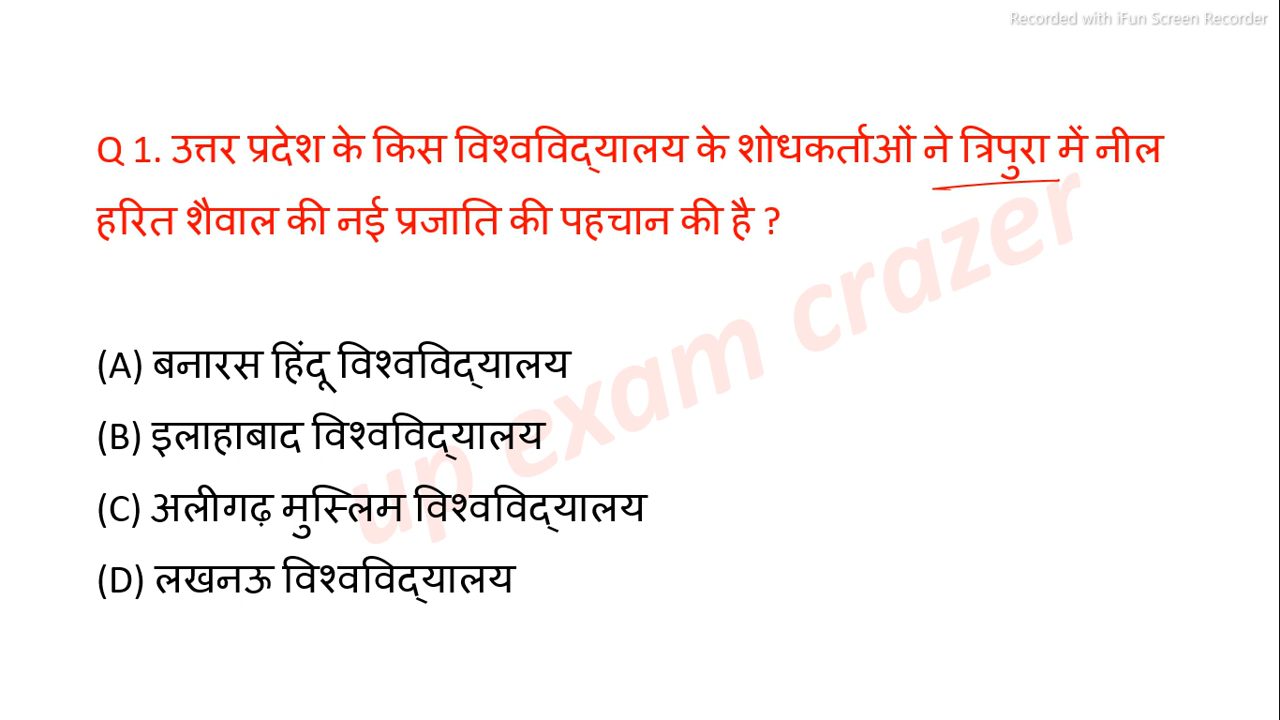 Recorded with iFun Screen Recorder
Q 1. उत्तर प्रदेश के किस विश्वविद्यालय के शोधकर्ताओं ने त्रिपुरा में नील
हरित शैवाल की नई प्रजाति की पहचान की है ?
(A) बनारस हिंदू विश्वविद्यालय
(B) इलाहाबाद विश्वविद्यालय
(C) अलीगढ़ मुस्लिम विश्वविद्यालय
(D) लखनऊ विश्वविद्यालय
up exam crazer